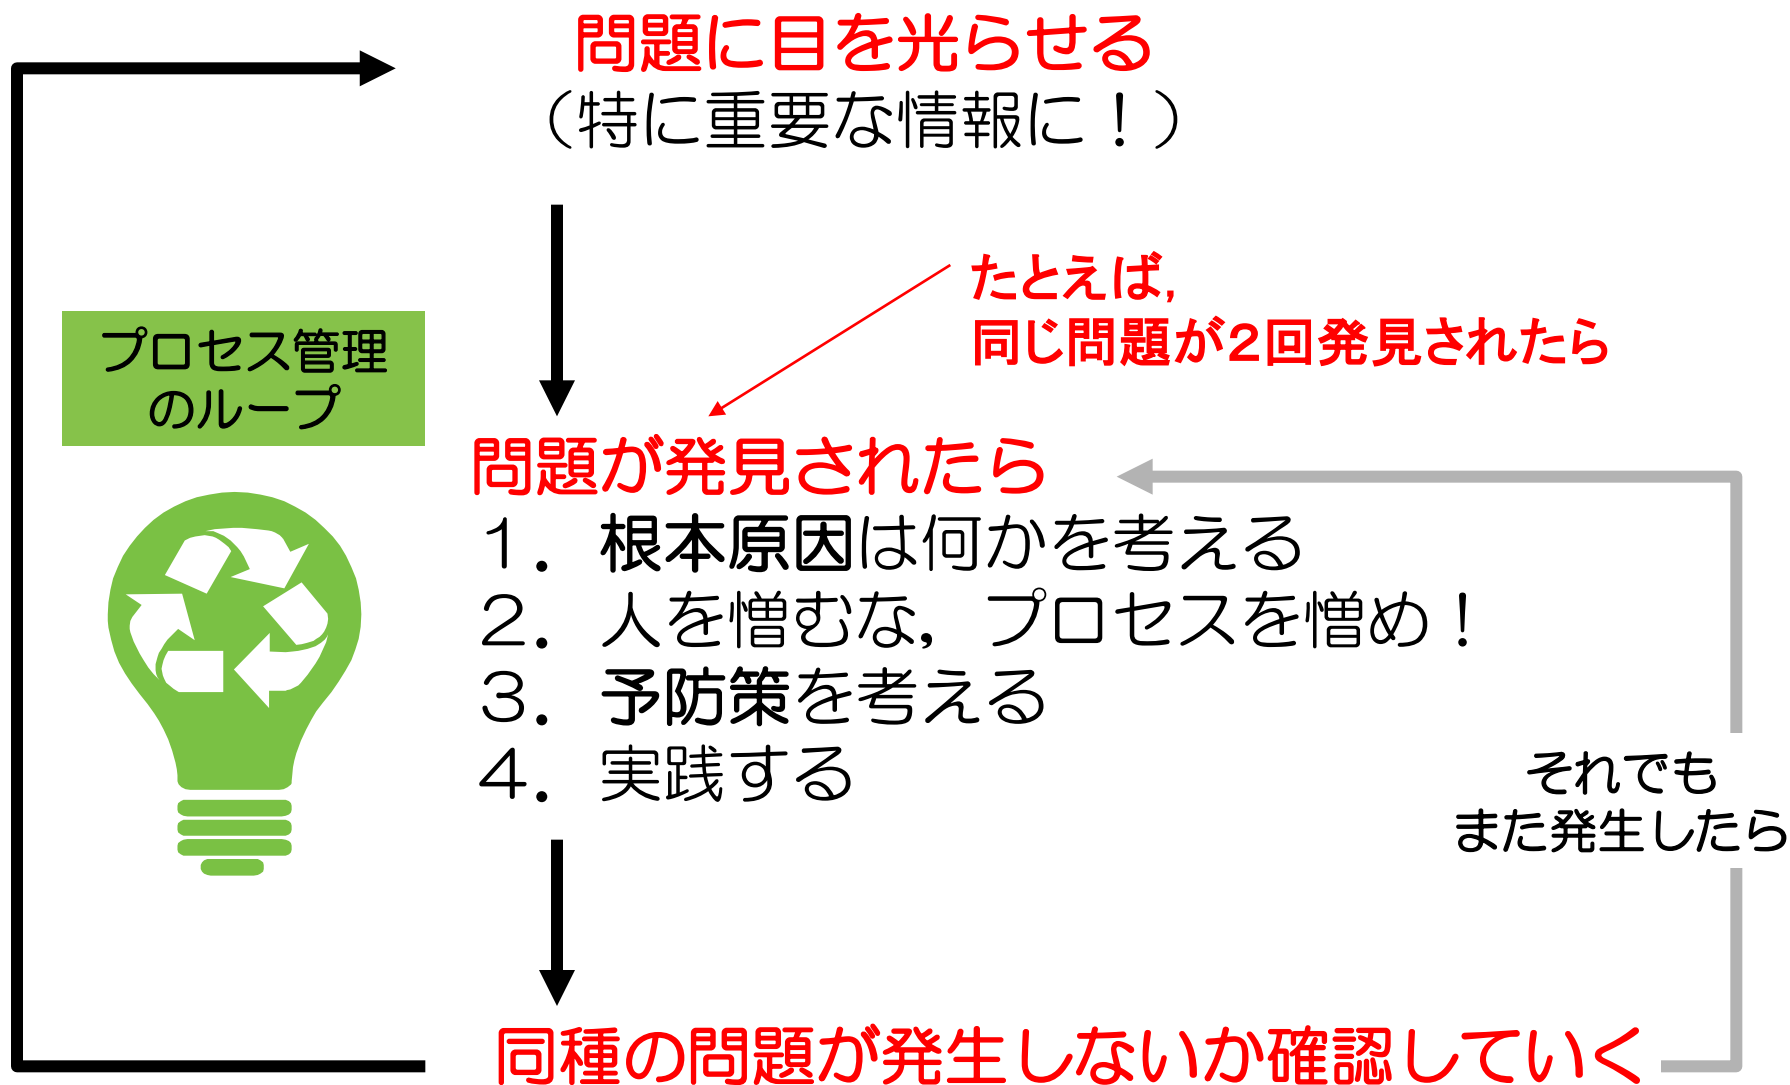 問題に目を光らせる
（特に重要な情報に！）
たとえば，
同じ問題が２回発見されたら
プロセス管理
のループ
問題が発見されたら
１．根本原因は何かを考える
２．人を憎むな，プロセスを憎め！
３．予防策を考える
４．実践する
それでも
また発生したら
同種の問題が発生しないか確認していく